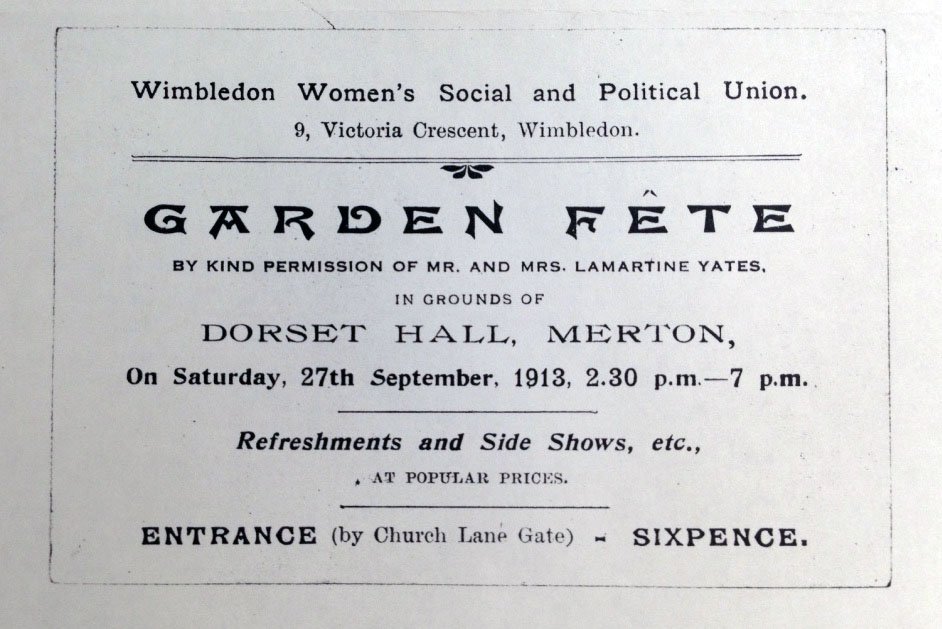 Wimbledon Women's Social and Political Union.
9, Victoria Crescent, Wimbledon.
GARDEN FÊTE
BY KIND PERMISSION OF MR. AND MRS. LAMARTINE YATES,
IN GROUNDS OF
DORSET HALL, MERTON,
On Saturday, 27th September, 1913, 2.30 p.m.—7 p.m.
Refreshments and Side Shows, etc.,
AT POPULAR PRICES.
ENTRANCE (by Church Lane Gate) - SIXPENCE.